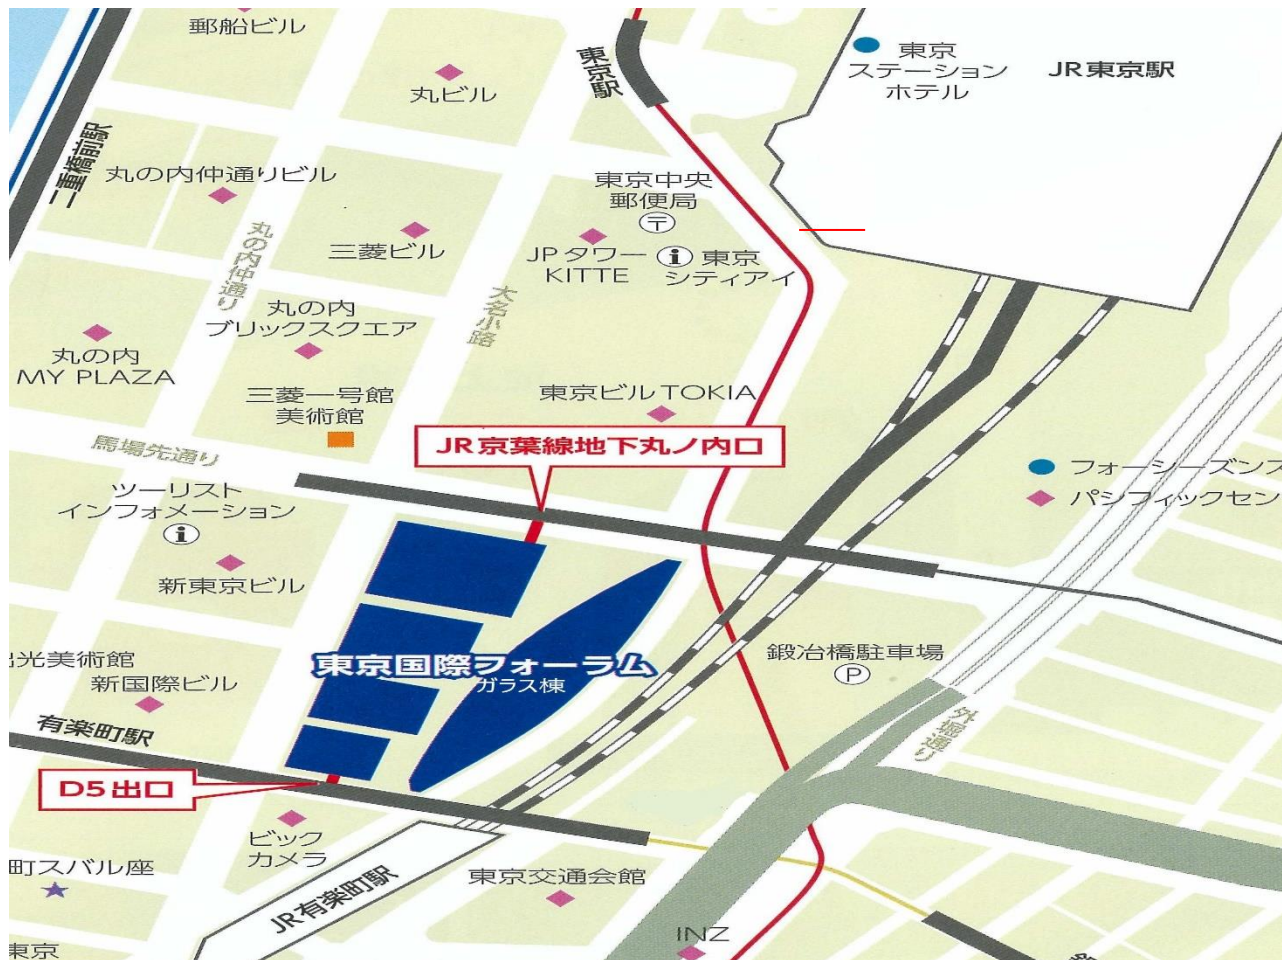 郵船ビル
丸ビル
東京駅
東京
ステーション
ホテル
JR東京駅
二重橋前駅
丸の内仲通りビル
丸の内仲通り
三菱ビル
東京中央
郵便局
〒
JPタワー
KITTE
i 東京
シティアイ
丸の内
ブリックスクエア
大名小路
丸の内
MY PLAZA
三菱一号館
美術館
東京ビルTOKIA
馬場先通り
JR京葉線地下丸ノ内口
フォーシーズンズ
パシフィックセン
ツーリスト
インフォメーション
i
新東京ビル
出光美術館
新国際ビル
東京国際フォーラム
ガラス棟
鍛冶橋駐車場
P
外堀通り
有楽町駅
D5出口
ビック
カメラ
町スバル座
JR有楽町駅
東京交通会館
INZ
東京